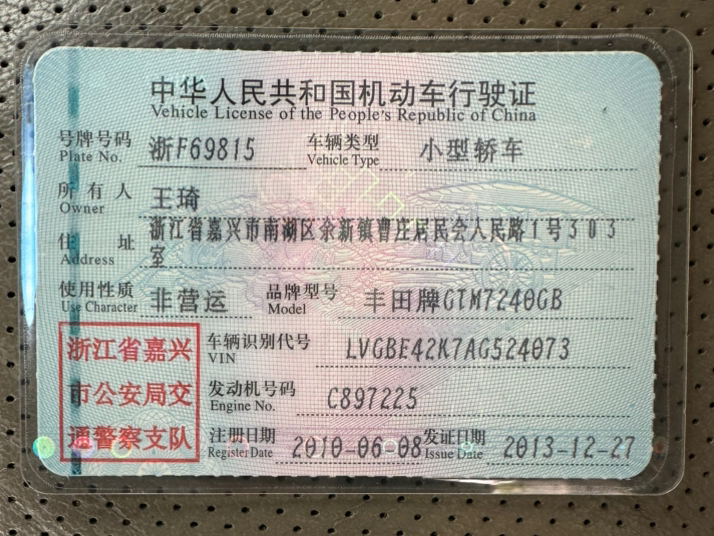 中华人民共和国机动车行驶证
Vehicle License of the People's Republic of China
号牌号码 浙F69815 车辆类型 小型轿车
Plate No. Vehicle Type
所有人 王琦
Owner
住址 浙江省嘉兴市南湖区余新镇曹庄居民会人民路1号303
Address 室
使用性质 非营运 品牌型号 丰田牌GTM7240GB
Use Character Model
浙江省嘉兴 车辆识别代号 LVGBE42K7AG524073
VIN
市公安局交 发动机号码 C897225
Engine No.
通警察支队 注册日期 2010-06-08 发证日期 2013-12-27
Register Date Issue Date